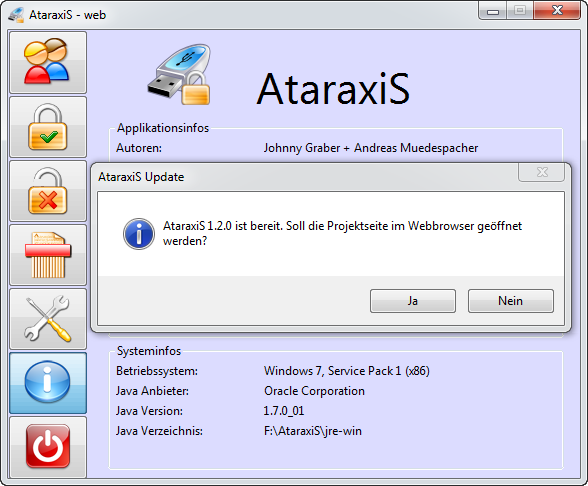 AtaraxiS - web
AtaraxiS
Applikationsinfos
Autoren: Johnny Graber + Andreas Muedespacher
AtaraxiS Update
AtaraxiS 1.2.0 ist bereit. Soll die Projektseite im Webbrowser geöffnet
werden?
Ja Nein
Systeminfos
Betriebssystem: Windows 7, Service Pack 1 (x86)
Java Anbieter: Oracle Corporation
Java Version: 1.7.0_01
Java Verzeichnis: F:\AtaraxiS\jre-win